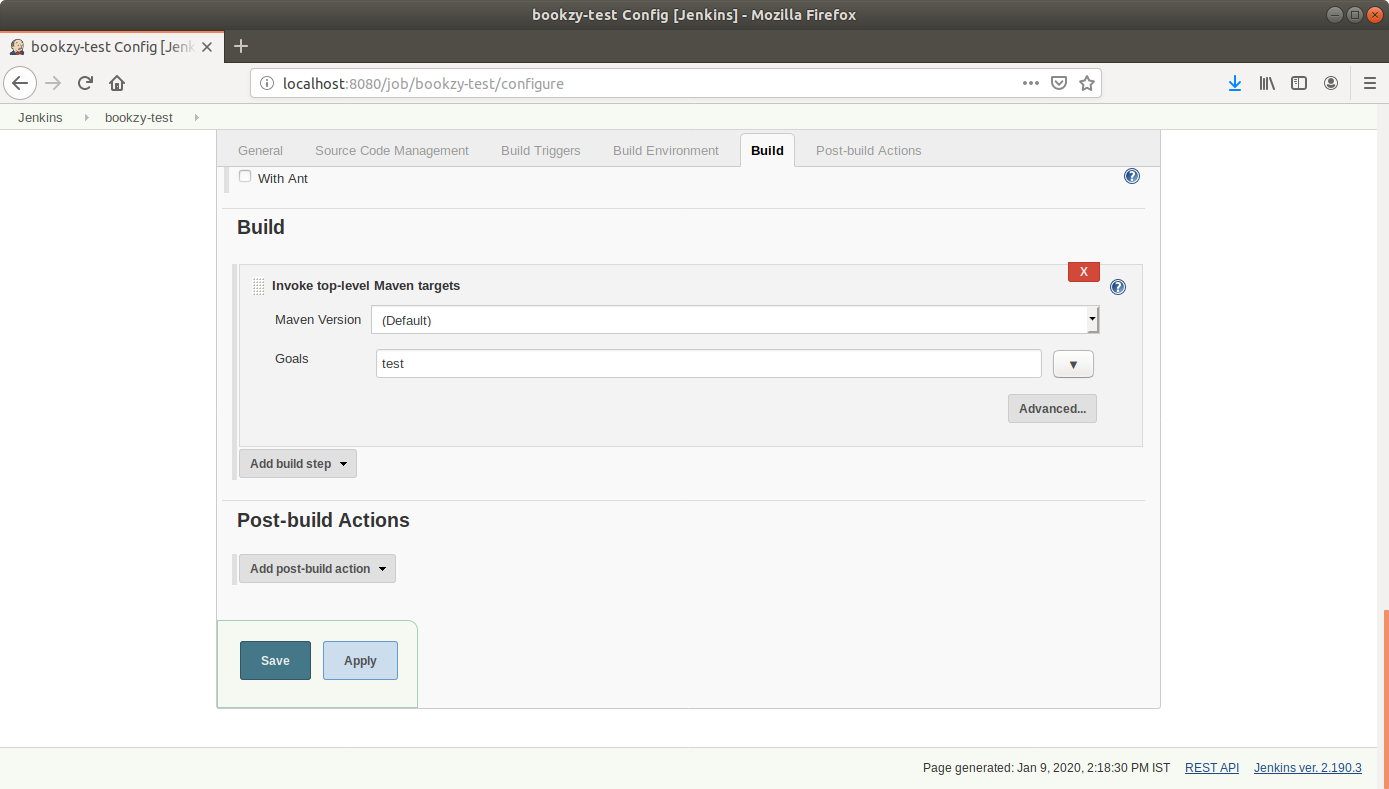 bookzy-test Config [Jenkins] - Mozilla Firefox
bookzy-test Config [Jenk
localhost:8080/job/bookzy-test/configure
Jenkins bookzy-test
General Source Code Management Build Triggers Build Environment Build Post-build Actions
With Ant
Build
X
Invoke top-level Maven targets
Maven Version (Default)
Goals test
Advanced...
Add build step
Post-build Actions
Add post-build action
Save Apply
Page generated: Jan 9, 2020, 2:18:30 PM IST REST API Jenkins ver. 2.190.3